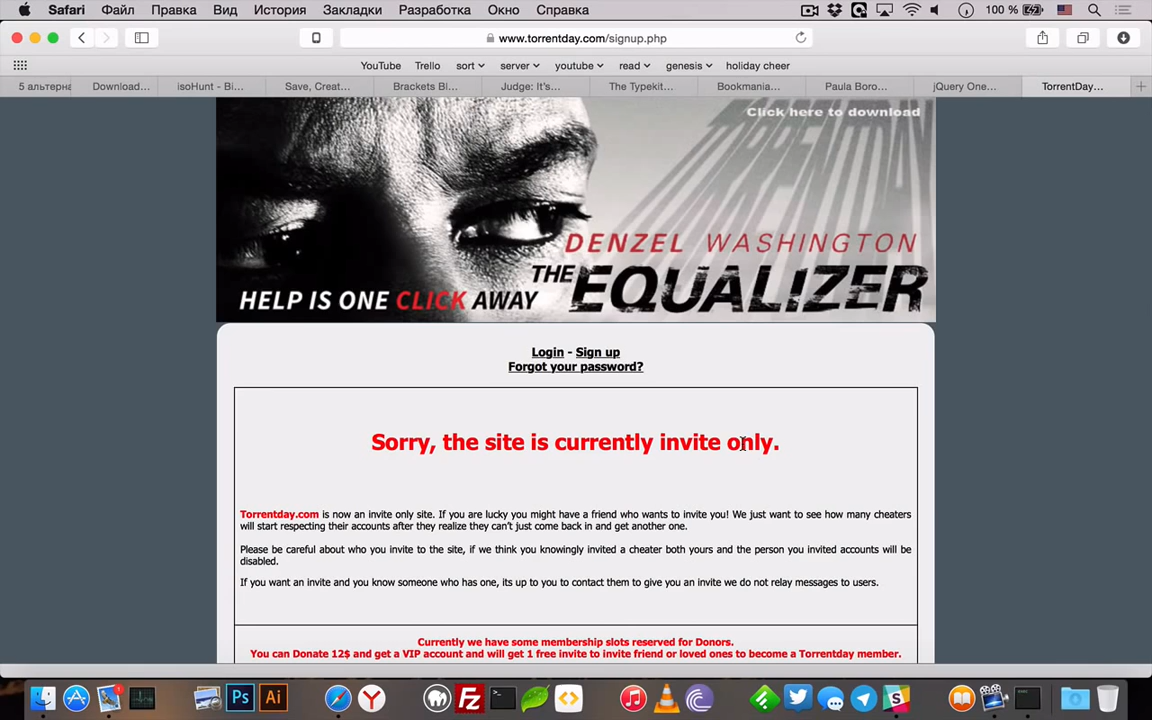 Safari Файл Правка Вид История Закладки Разработка Окно Справка 100 %
www.torrentday.com/signup.php
YouTube Trello sort server youtube read genesis holiday cheer
5 альтерна Download... isoHunt - Bi... Save, Creat... Brackets Bl... Judge: It's... The Typekit... Bookmania... Paula Boro... jQuery One... TorrentDay...
Click here to download
DENZEL WASHINGTON
THE EQUALIZER
HELP IS ONE CLICK AWAY
Login - Sign up
Forgot your password?
Sorry, the site is currently invite only.
Torrentday.com is now an invite only site. If you are lucky you might have a friend who wants to invite you! We just want to see how many cheaters
will start respecting their accounts after they realize they can't just come back in and get another one.
Please be careful about who you invite to the site, if we think you knowingly invited a cheater both yours and the person you invited accounts will be
disabled.
If you want an invite and you know someone who has one, its up to you to contact them to give you an invite we do not relay messages to users.
Currently we have some membership slots reserved for Donors.
You can Donate 12$ and get a VIP account and will get 1 free invite to invite friend or loved ones to become a Torrentday member.
Ps Ai